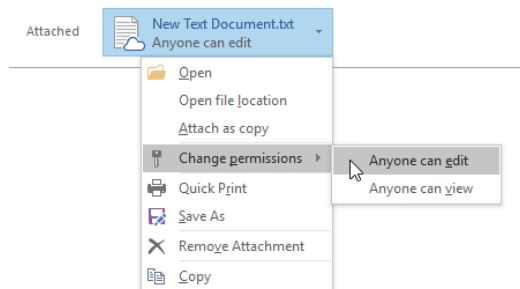 Attached
New Text Document.txt
Anyone can edit
Open
Open file location
Attach as copy
Change permissions
Anyone can edit
Anyone can view
Quick Print
Save As
Remove Attachment
Copy